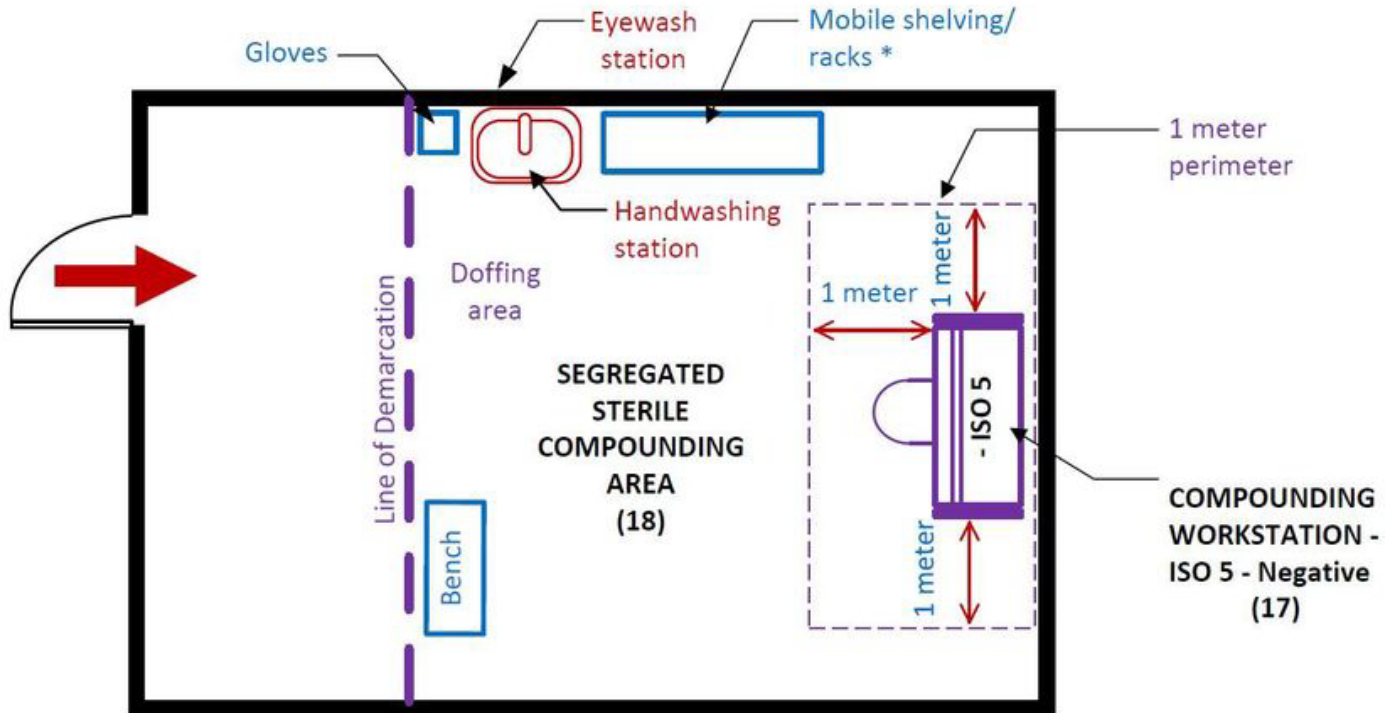 Gloves
Eyewash
station
Mobile shelving/
racks *
1 meter
perimeter
Handwashing
station
Line of Demarcation
Doffing
area
1 meter
1 meter
SEGREGATED
STERILE
COMPOUNDING
AREA
(18)
- ISO 5
Bench
1 meter
COMPOUNDING
WORKSTATION -
ISO 5 - Negative
(17)